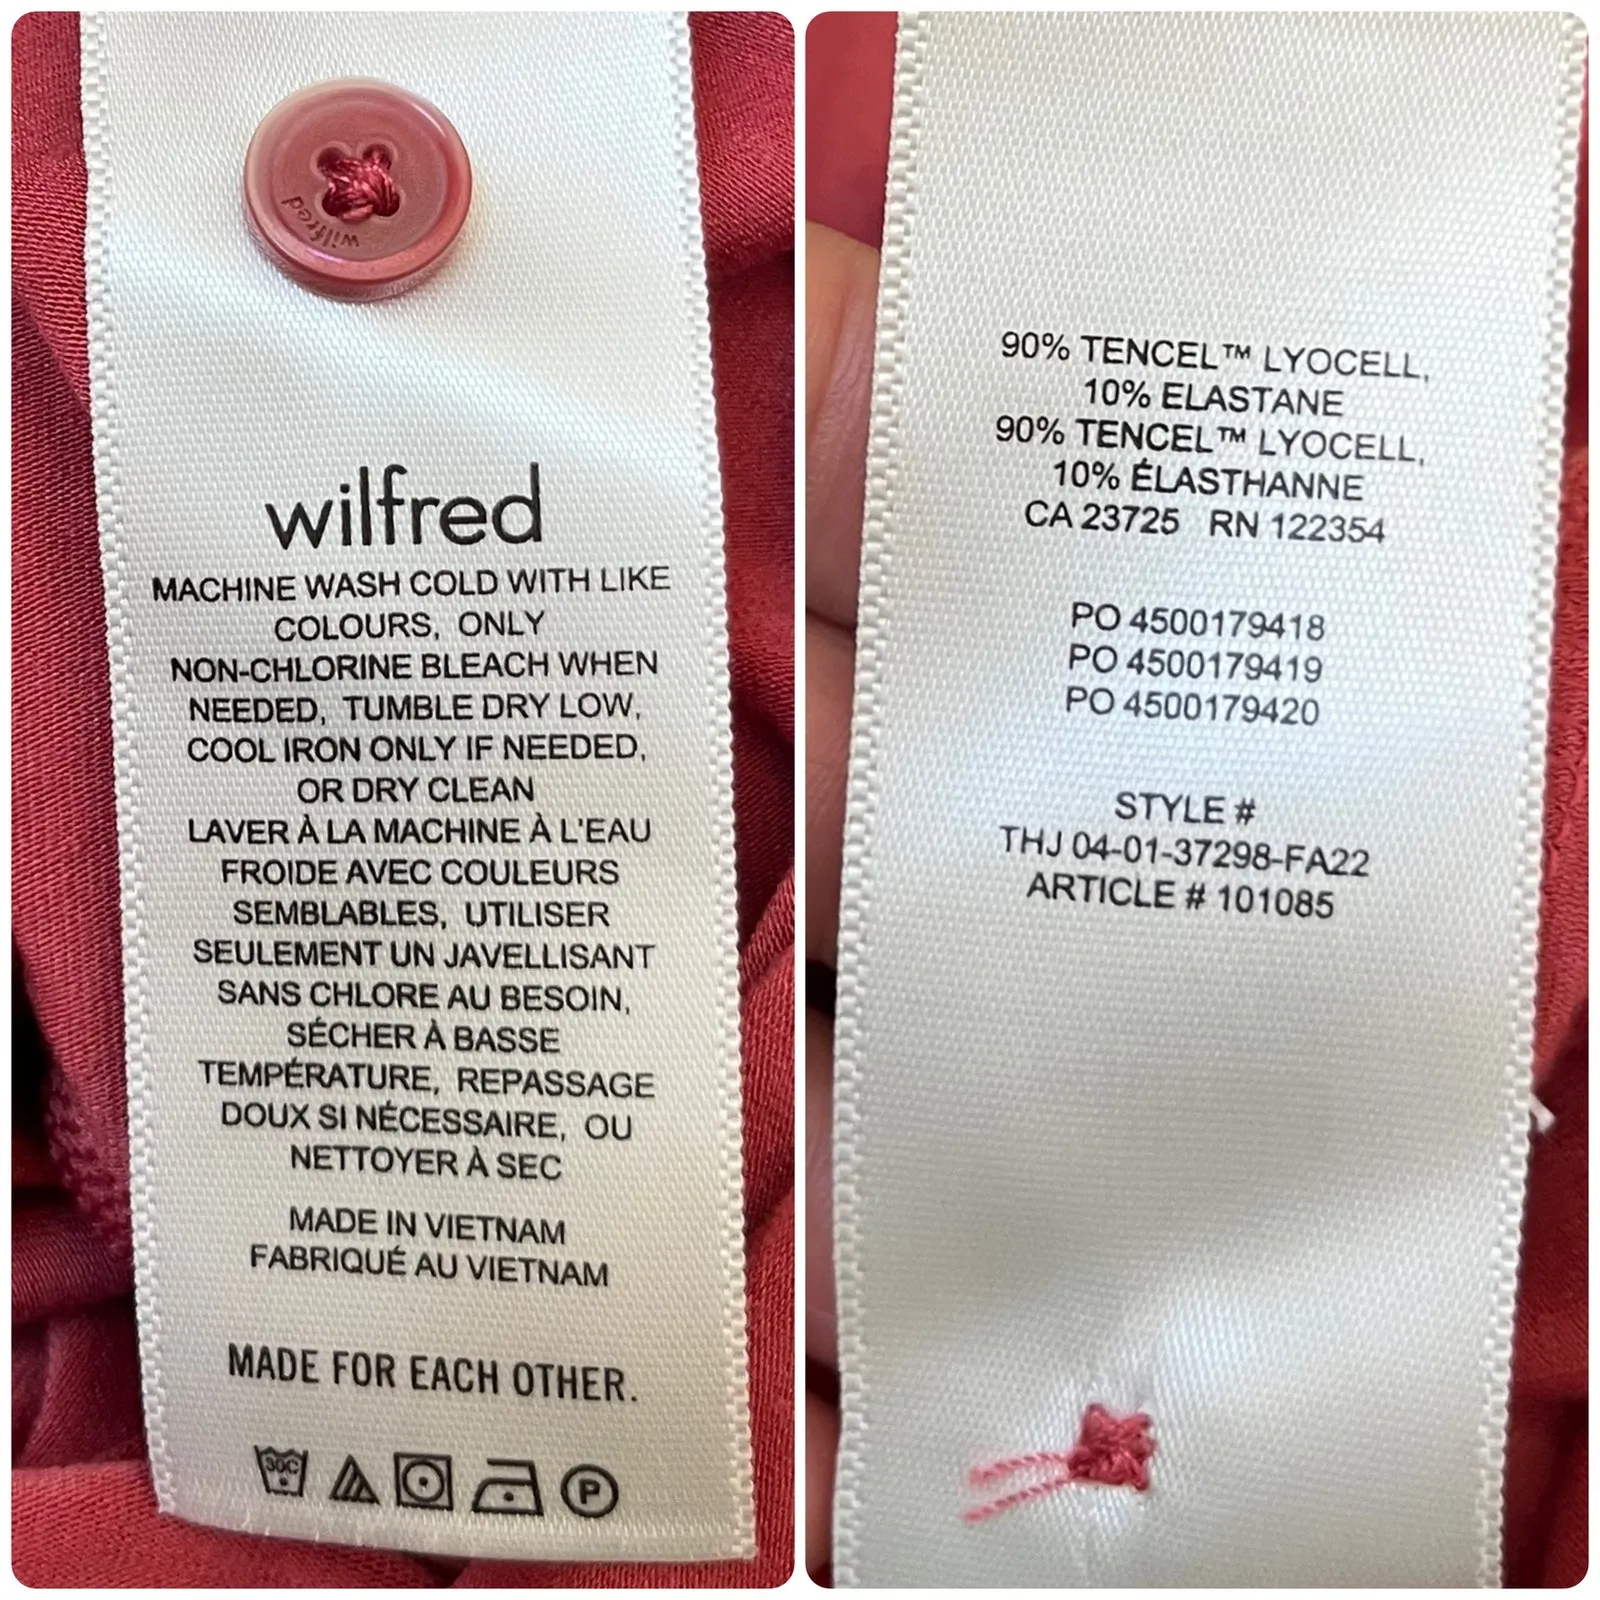 wilfred
wilfred
MACHINE WASH COLD WITH LIKE
COLOURS, ONLY
NON-CHLORINE BLEACH WHEN
NEEDED, TUMBLE DRY LOW,
COOL IRON ONLY IF NEEDED,
OR DRY CLEAN
LAVER À LA MACHINE À L'EAU
FROIDE AVEC COULEURS
SEMBLABLES, UTILISER
SEULEMENT UN JAVELLISANT
SANS CHLORE AU BESOIN,
SÉCHER À BASSE
TEMPÉRATURE, REPASSAGE
DOUX SI NÉCESSAIRE, OU
NETTOYER À SEC
MADE IN VIETNAM
FABRIQUÉ AU VIETNAM
MADE FOR EACH OTHER.
30C P
90% TENCEL™ LYOCELL,
10% ELASTANE
90% TENCEL™ LYOCELL,
10% ÉLASTHANNE
CA 23725 RN 122354
PO 4500179418
PO 4500179419
PO 4500179420
STYLE #
THJ 04-01-37298-FA22
ARTICLE # 101085